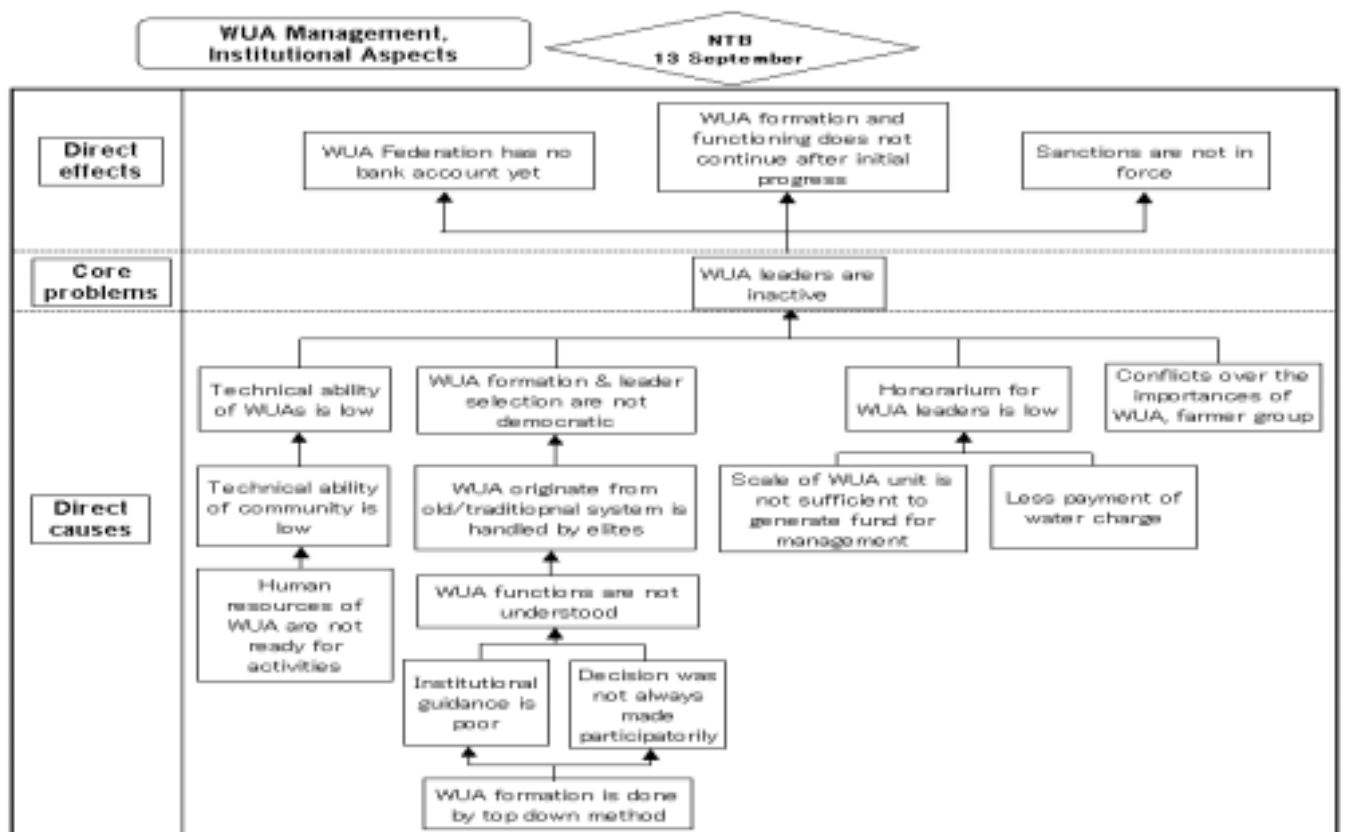 WUA Management,
Institutional Aspects
NTB
13 September
Direct
effects
WUA Federation has no
bank account yet
WUA formation and
functioning does not
continue after initial
progress
Sanctions are not in
force
Core
problems
WUA leaders are
inactive
Direct
causes
Technical ability
of WUAs is low
WUA formation & leader
selection are not
democratic
Honorarium for
WUA leaders is low
Conflicts over the
importances of
WUA, farmer group
Technical ability
of community is
low
WUA originate from
old/traditiopnal system is
handled by elites
Scale of WUA unit is
not sufficient to
generate fund for
management
Less payment of
water charge
Human
resources of
WUA are not
ready for
activities
WUA functions are not
understood
Institutional
guidance is
poor
Decision was
not always
made
participatorily
WUA formation is done
by top down method